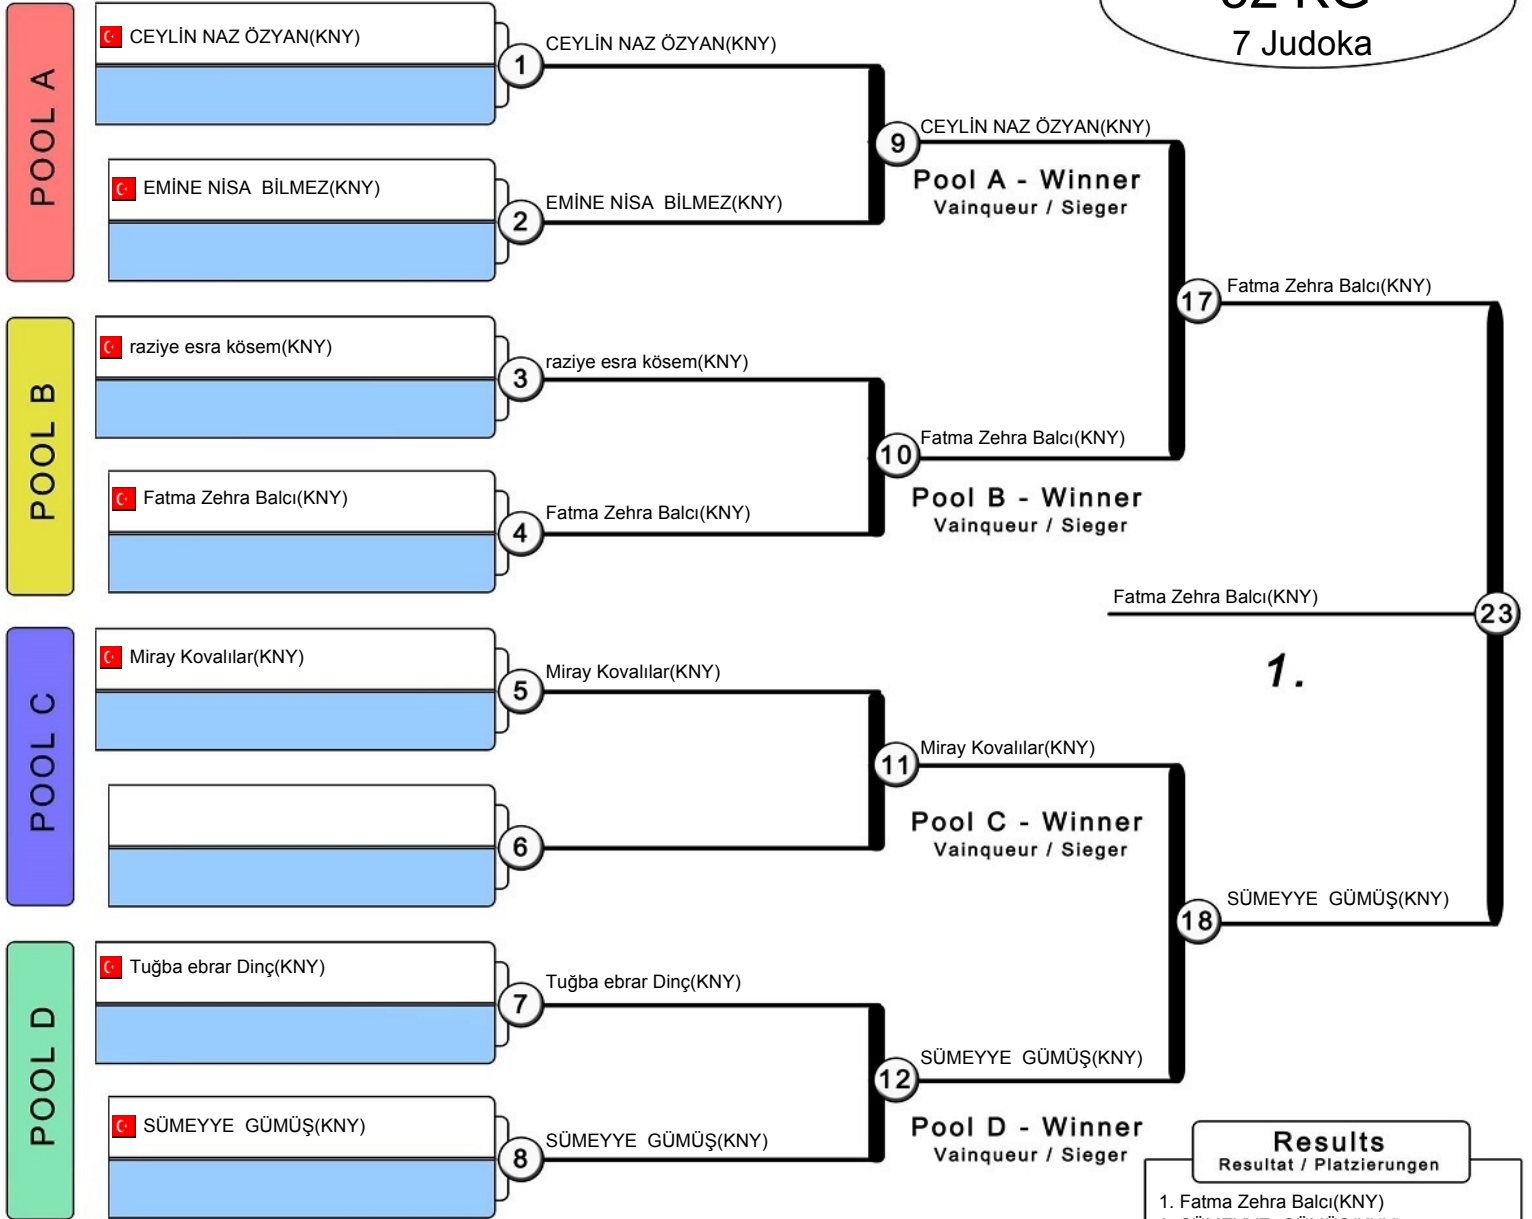 KG
7 Judoka
POOL A
CEYLİN NAZ ÖZYAN(KNY)
1
CEYLİN NAZ ÖZYAN(KNY)
EMİNE NİSA BİLMEZ(KNY)
2
EMİNE NİSA BİLMEZ(KNY)
9
CEYLİN NAZ ÖZYAN(KNY)
Pool A - Winner
Vainqueur / Sieger
POOL B
raziye esra kösem(KNY)
3
raziye esra kösem(KNY)
Fatma Zehra Balcı(KNY)
4
Fatma Zehra Balcı(KNY)
10
Fatma Zehra Balcı(KNY)
Pool B - Winner
Vainqueur / Sieger
17
Fatma Zehra Balcı(KNY)
POOL C
Miray Kovalılar(KNY)
5
Miray Kovalılar(KNY)
6
11
Miray Kovalılar(KNY)
Pool C - Winner
Vainqueur / Sieger
POOL D
Tuğba ebrar Dinç(KNY)
7
Tuğba ebrar Dinç(KNY)
SÜMEYYE GÜMÜŞ(KNY)
8
SÜMEYYE GÜMÜŞ(KNY)
12
SÜMEYYE GÜMÜŞ(KNY)
Pool D - Winner
Vainqueur / Sieger
18
SÜMEYYE GÜMÜŞ(KNY)
Fatma Zehra Balcı(KNY)
23
1.
Results
Resultat / Platzierungen
1. Fatma Zehra Balcı(KNY)